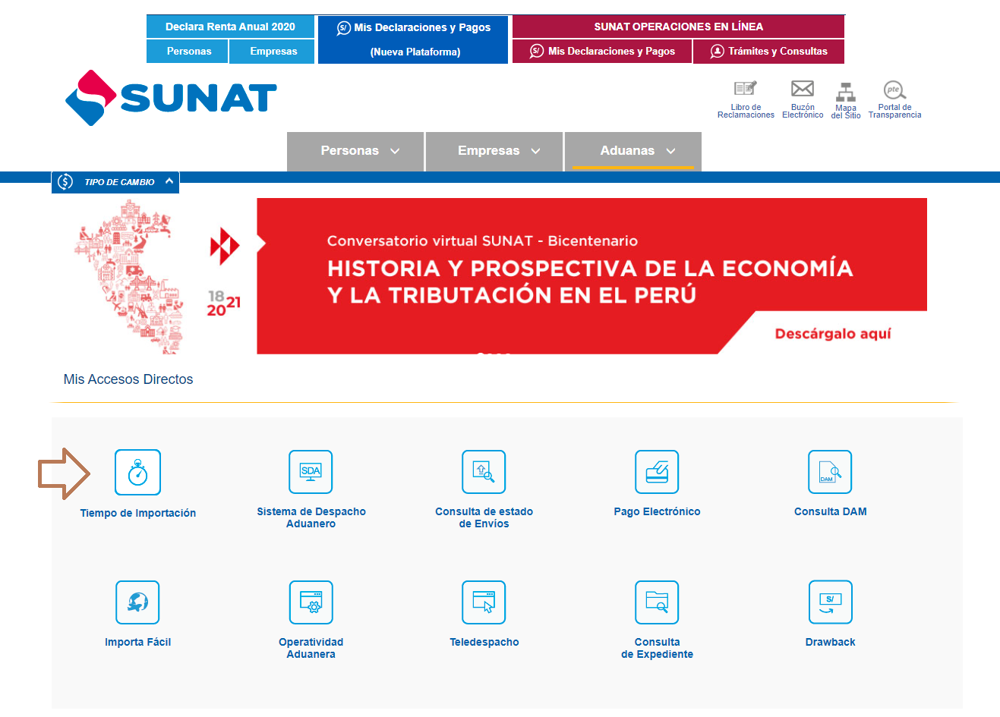 Declara Renta Anual 2020
Personas
Empresas
S/ Mis Declaraciones y Pagos
(Nueva Plataforma)
SUNAT OPERACIONES EN LÍNEA
S/ Mis Declaraciones y Pagos
Trámites y Consultas
SUNAT
Libro de
Reclamaciones
Buzón
Electrónico
Mapa
del Sitio
pte
Portal de
Transparencia
Personas
Empresas
Aduanas
$ TIPO DE CAMBIO
1821
2021
Conversatorio virtual SUNAT - Bicentenario
HISTORIA Y PROSPECTIVA DE LA ECONOMÍA
Y LA TRIBUTACIÓN EN EL PERÚ
Descárgalo aquí
Mis Accesos Directos
Tiempo de Importación
SDA
Sistema de Despacho
Aduanero
Consulta de estado
de Envíos
Pago Electrónico
DAM
Consulta DAM
Importa Fácil
Operatividad
Aduanera
Teledespacho
Consulta
de Expediente
S/
Drawback